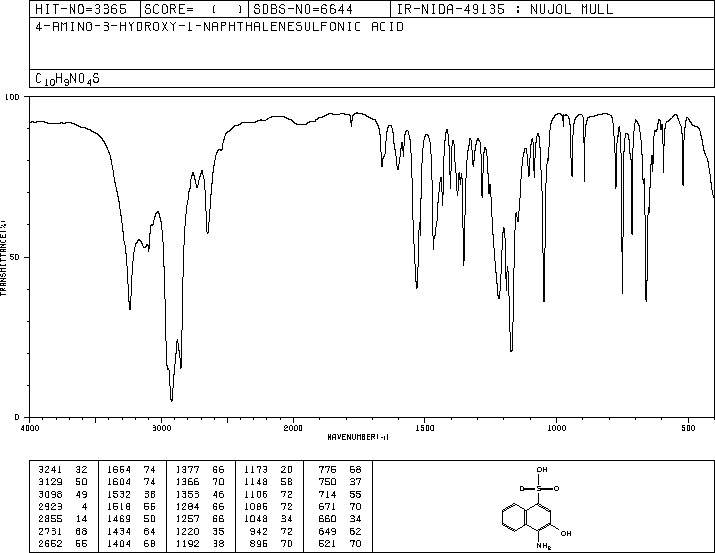 HIT-NO=3365 SCORE= ( ) SDBS-NO=6644 IR-NIDA-49135 : NUJOL MULL
4-AMINO-3-HYDROXY-1-NAPHTHALENESULFONIC ACID
C10H9NO4S
100
TRANSMITTANCE(%)
50
0
4000 3000 2000 1500 1000 500
WAVENUMBER(-1)
3241 32 1664 74 1377 66 1173 20 776 68
3129 50 1604 74 1366 70 1148 58 750 37
3098 49 1532 38 1353 46 1106 72 714 55
2923 4 1518 55 1284 66 1086 72 671 70
2855 14 1469 50 1257 66 1048 34 660 34
2731 68 1434 64 1220 35 942 72 649 62
2652 55 1404 68 1192 38 896 70 521 70
OH
O S O
OH
NH2